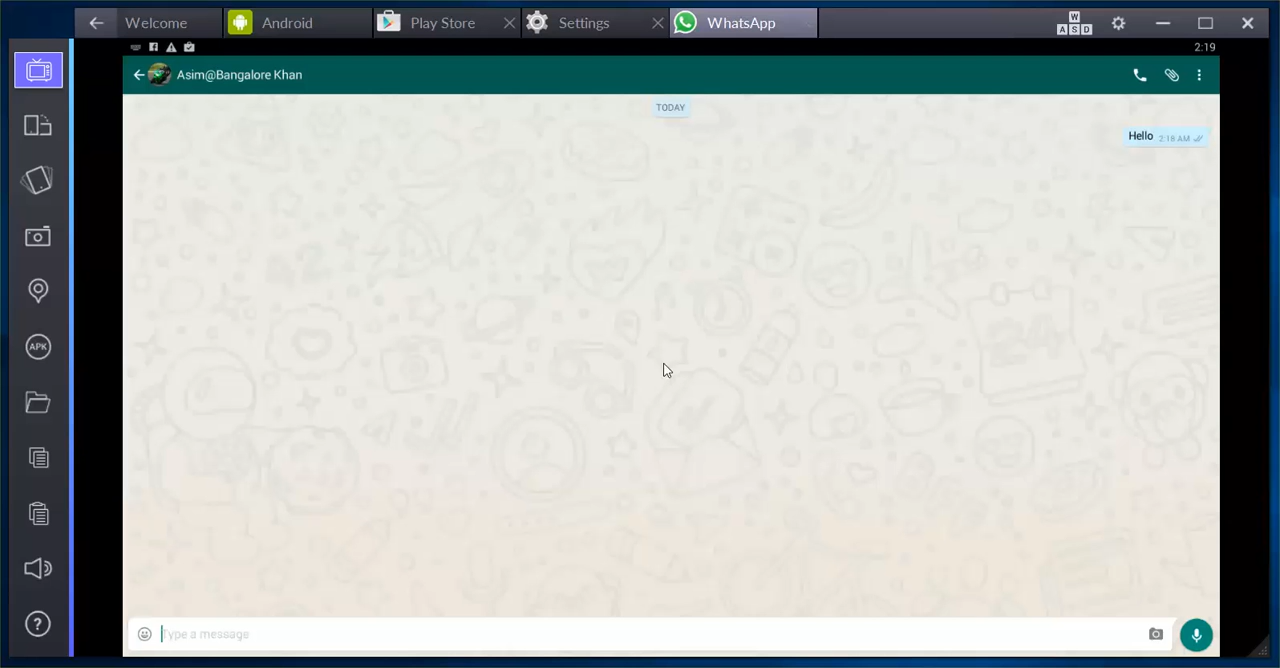 Welcome
Android
Play Store
Settings
WhatsApp
W
A S D
2:19
Asim@Bangalore Khan
TODAY
Hello 2:18 AM
APK
?
Type a message